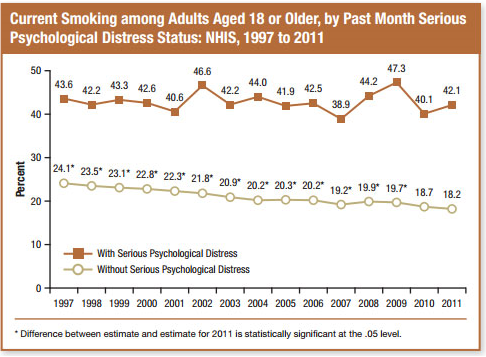 Current Smoking among Adults Aged 18 or Older, by Past Month Serious
Psychological Distress Status: NHIS, 1997 to 2011
Percent
50
40
30
20
10
0
43.6 42.2 43.3 42.6 40.6 46.6 42.2 44.0 41.9 42.5 38.9 44.2 47.3 40.1 42.1
24.1* 23.5* 23.1* 22.8* 22.3* 21.8* 20.9* 20.2* 20.3* 20.2* 19.2* 19.9* 19.7* 18.7 18.2
With Serious Psychological Distress
Without Serious Psychological Distress
1997 1998 1999 2000 2001 2002 2003 2004 2005 2006 2007 2008 2009 2010 2011
* Difference between estimate and estimate for 2011 is statistically significant at the .05 level.